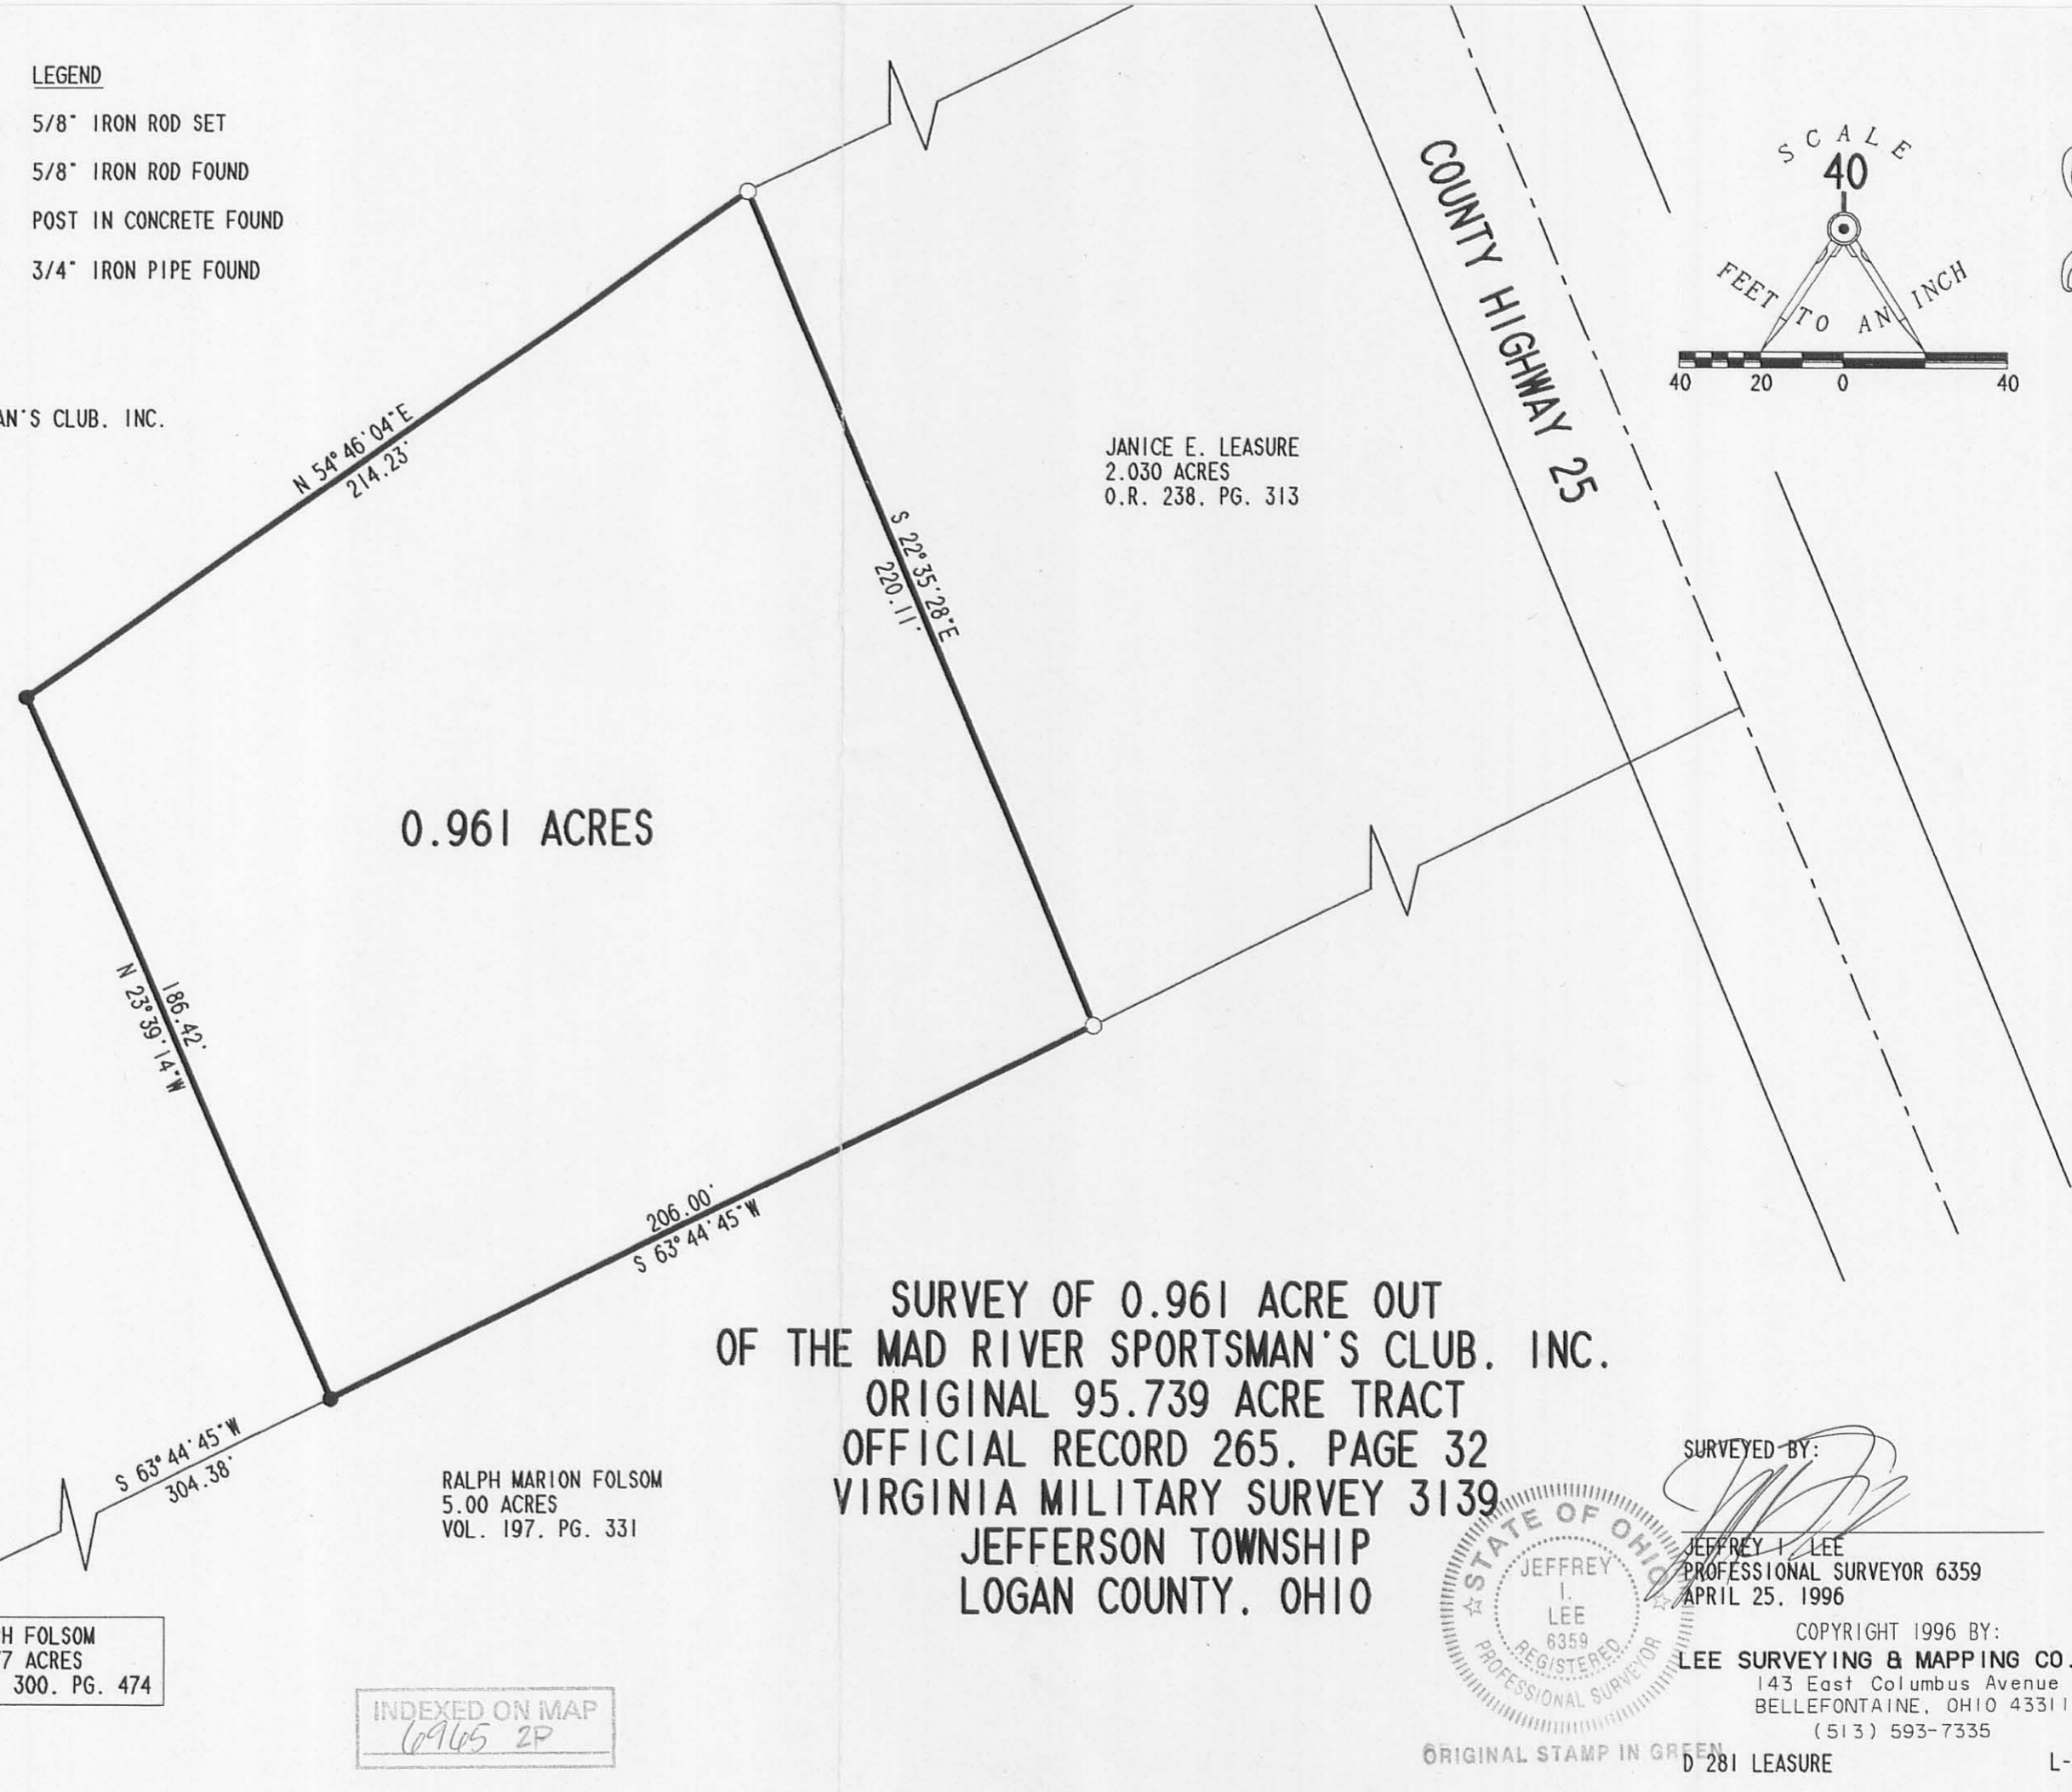 LEGEND
5/8" IRON ROD SET
5/8" IRON ROD FOUND
POST IN CONCRETE FOUND
3/4" IRON PIPE FOUND
AN'S CLUB. INC.
N 54°46'04"E
214.23'
S 22°35'28"E
220.11'
JANICE E. LEASURE
2.030 ACRES
O.R. 238. PG. 313
COUNTY HIGHWAY 25
SCALE
40
FEET TO AN INCH
40 20 0 40
0.961 ACRES
186.42'
N 23°39'14"W
206.00'
S 63°44'45"W
S 63°44'45"W
304.38'
RALPH MARION FOLSOM
5.00 ACRES
VOL. 197. PG. 331
H FOLSOM
7 ACRES
300. PG. 474
INDEXED ON MAP
6965 2P
SURVEY OF 0.961 ACRE OUT
OF THE MAD RIVER SPORTSMAN'S CLUB. INC.
ORIGINAL 95.739 ACRE TRACT
OFFICIAL RECORD 265. PAGE 32
VIRGINIA MILITARY SURVEY 3139
JEFFERSON TOWNSHIP
LOGAN COUNTY. OHIO
STATE OF OHIO
JEFFREY
I.
LEE
6359
REGISTERED
PROFESSIONAL SURVEYOR
ORIGINAL STAMP IN GREEN
SURVEYED BY:
JEFFREY I. LEE
PROFESSIONAL SURVEYOR 6359
APRIL 25. 1996
COPYRIGHT 1996 BY:
LEE SURVEYING & MAPPING CO.
143 East Columbus Avenue
BELLEFONTAINE, OHIO 43311
(513) 593-7335
D 281 LEASURE
L-